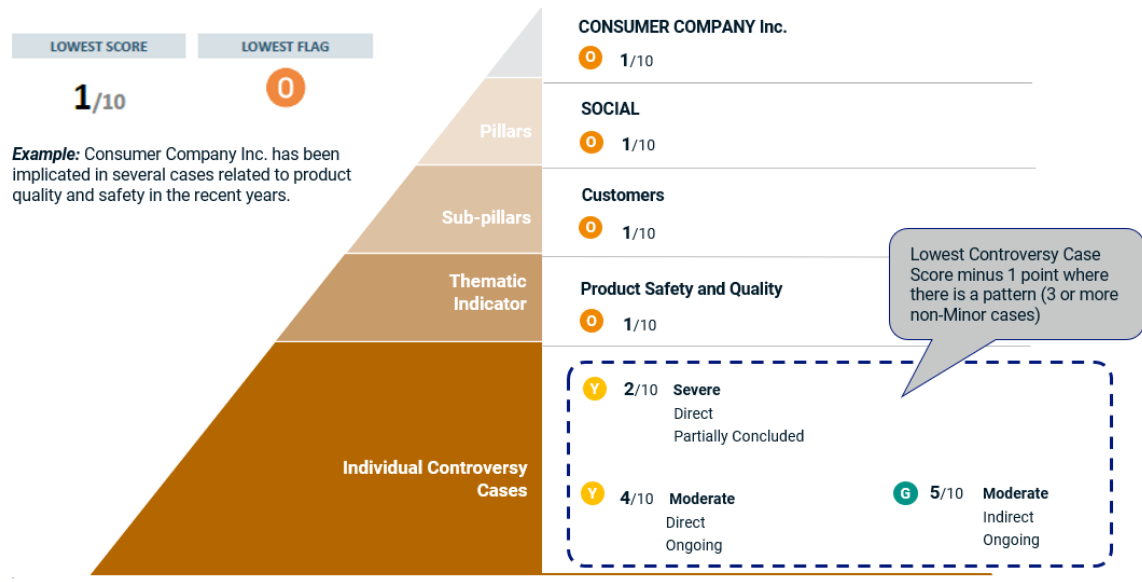 LOWEST SCORE
LOWEST FLAG
1/10
O
Example: Consumer Company Inc. has been
implicated in several cases related to product
quality and safety in the recent years.
CONSUMER COMPANY Inc.
O 1/10
Pillars
SOCIAL
O 1/10
Sub-pillars
Customers
O 1/10
Thematic
Indicator
Product Safety and Quality
O 1/10
Lowest Controversy Case
Score minus 1 point where
there is a pattern (3 or more
non-Minor cases)
Individual Controversy
Cases
Y 2/10 Severe
Direct
Partially Concluded
Y 4/10 Moderate
Direct
Ongoing
G 5/10 Moderate
Indirect
Ongoing